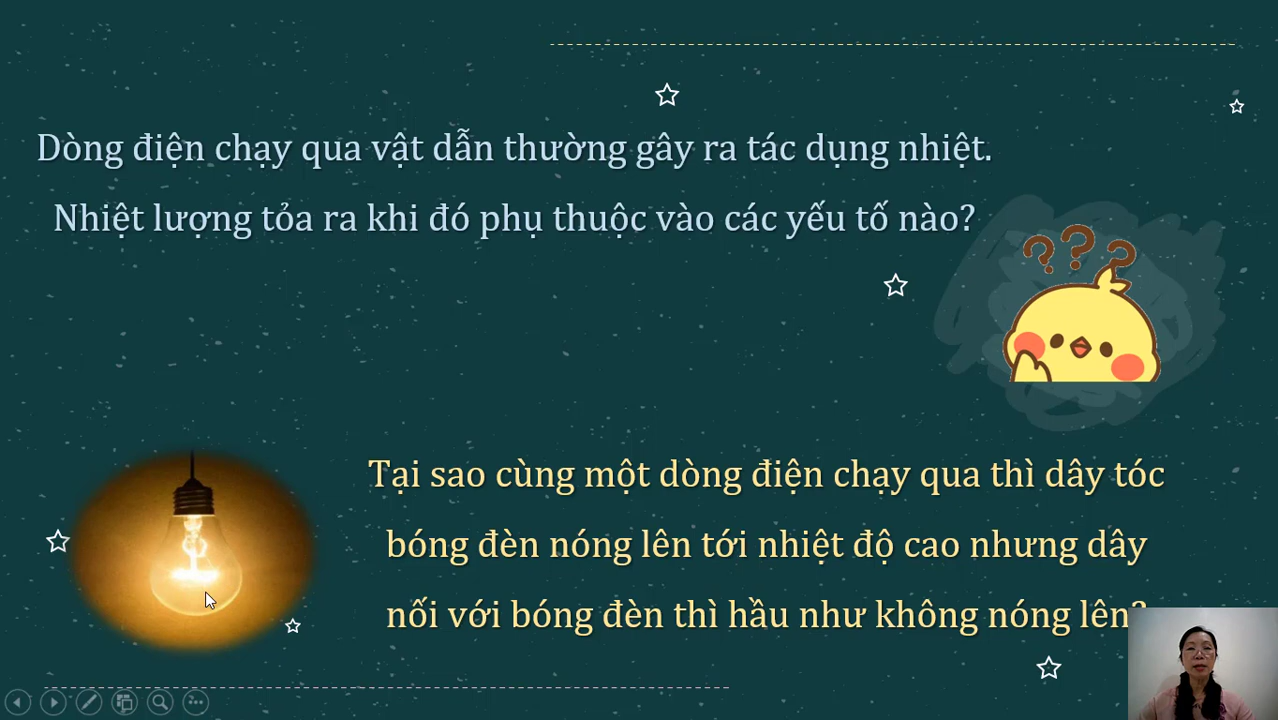 Dòng điện chạy qua vật dẫn thường gây ra tác dụng nhiệt.
Nhiệt lượng tỏa ra khi đó phụ thuộc vào các yếu tố nào?
???
Tại sao cùng một dòng điện chạy qua thì dây tóc
bóng đèn nóng lên tới nhiệt độ cao nhưng dây
nối với bóng đèn thì hầu như không nóng lên?